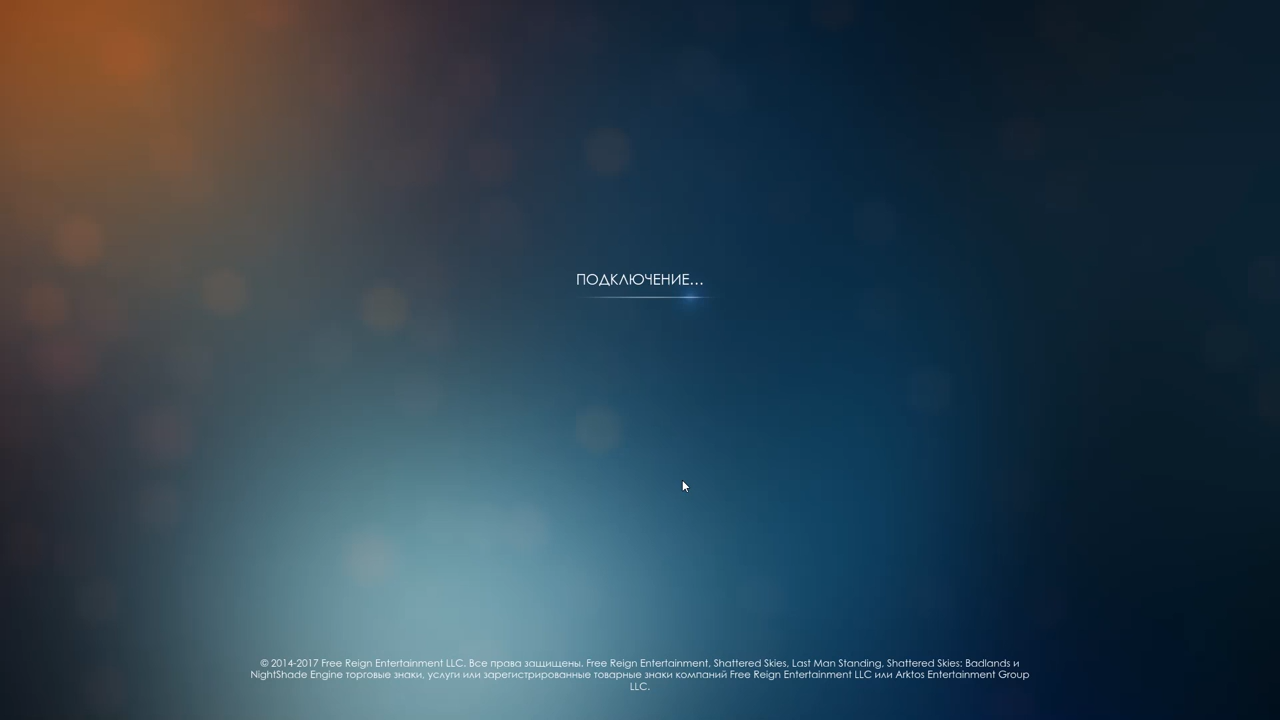 ПОДКЛЮЧЕНИЕ...
© 2014-2017 Free Reign Entertainment LLC. Все права защищены. Free Reign Entertainment, Shattered Skies, Last Man Standing, Shattered Skies: Badlands и
NightShade Engine торговые знаки, услуги или зарегистрированные товарные знаки компаний Free Reign Entertainment LLC или Arktos Entertainment Group
LLC.